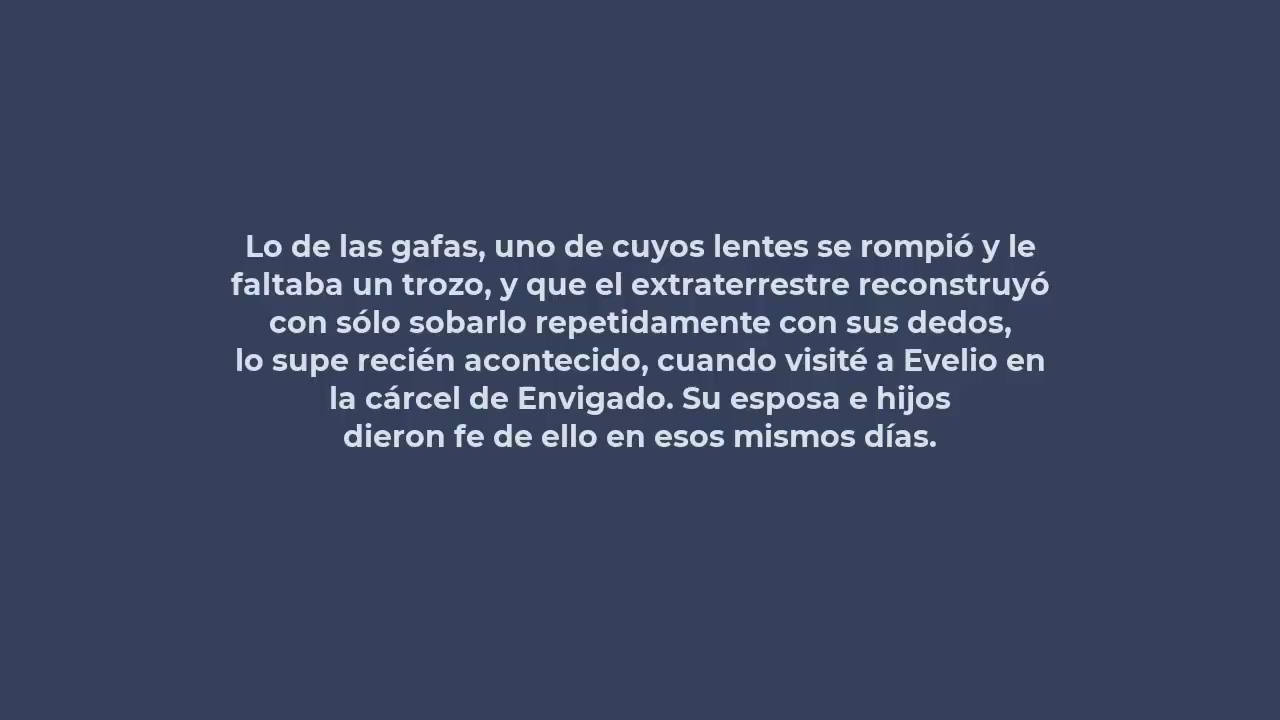 Lo de las gafas, uno de cuyos lentes se rompió y le
faltaba un trozo, y que el extraterrestre reconstruyó
con sólo sobarlo repetidamente con sus dedos,
lo supe recién acontecido, cuando visité a Evelio en
la cárcel de Envigado. Su esposa e hijos
dieron fe de ello en esos mismos días.